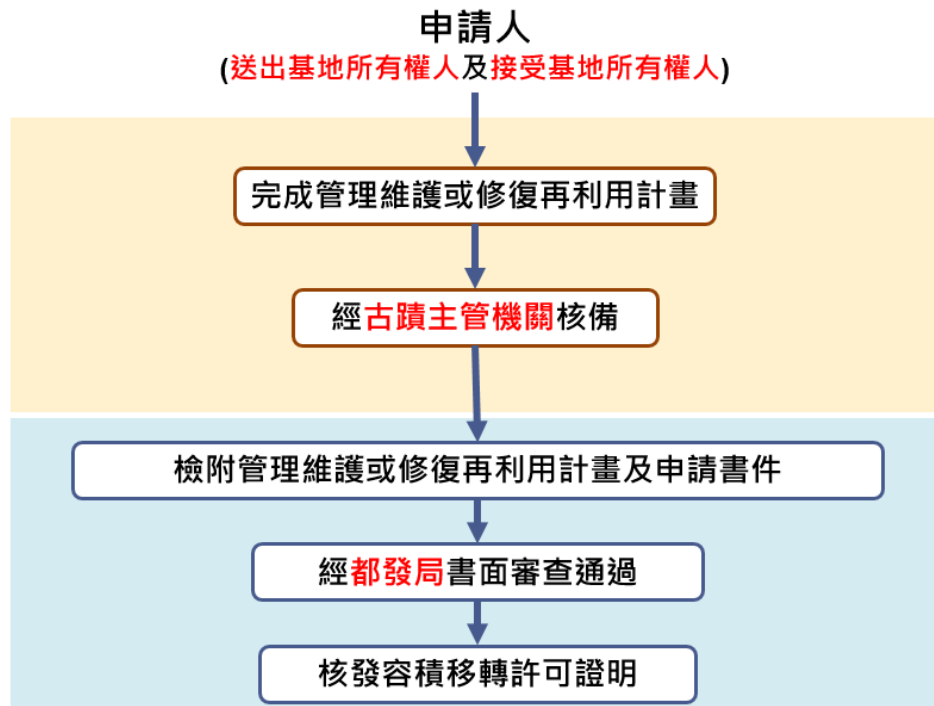 申請人
(送出基地所有權人及接受基地所有權人)
完成管理維護或修復再利用計畫
經古蹟主管機關核備
檢附管理維護或修復再利用計畫及申請書件
經都發局書面審查通過
核發容積移轉許可證明